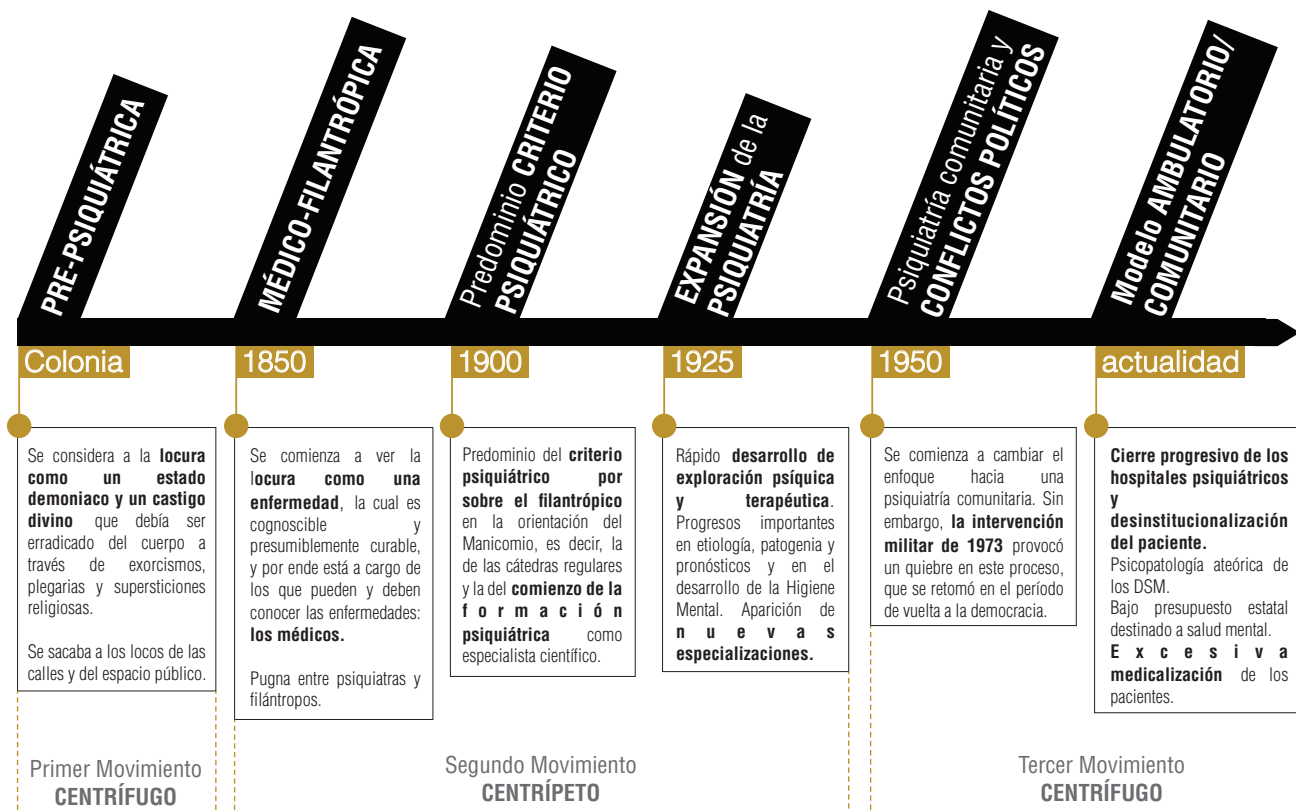 PRE-PSIQUIÁTRICA
MÉDICO-FILANTRÓPICA
Predominio CRITERIO
PSIQUIÁTRICO
EXPANSIÓN de la
PSIQUIATRÍA
Psiquiatría comunitaria y
CONFLICTOS POLÍTICOS
Modelo AMBULATORIO/
COMUNITARIO
Colonia
1850
1900
1925
1950
actualidad
Se considera a la locura
como un estado
demoniaco y un castigo
divino que debía ser
erradicado del cuerpo a
través de exorcismos,
plegarias y supersticiones
religiosas.
Se sacaba a los locos de las
calles y del espacio público.
Se comienza a ver la
locura como una
enfermedad, la cual es
cognoscible y
presumiblemente curable,
y por ende está a cargo de
los que pueden y deben
conocer las enfermedades:
los médicos.
Pugna entre psiquiatras y
filántropos.
Predominio del criterio
psiquiátrico por
sobre el filantrópico
en la orientación del
Manicomio, es decir, la
de las cátedras regulares
y la del comienzo de la
formación
psiquiátrica como
especialista científico.
Rápido desarrollo de
exploración psíquica
y terapéutica.
Progresos importantes
en etiología, patogenia y
pronósticos y en el
desarrollo de la Higiene
Mental. Aparición de
nuevas
especializaciones.
Se comienza a cambiar el
enfoque hacia una
psiquiatría comunitaria. Sin
embargo, la intervención
militar de 1973 provocó
un quiebre en este proceso,
que se retomó en el período
de vuelta a la democracia.
Cierre progresivo de los
hospitales psiquiátricos
y
desinstitucionalización
del paciente.
Psicopatología ateórica de
los DSM.
Bajo presupuesto estatal
destinado a salud mental.
Excesiva
medicalización de los
pacientes.
Primer Movimiento
CENTRÍFUGO
Segundo Movimiento
CENTRÍPETO
Tercer Movimiento
CENTRÍFUGO